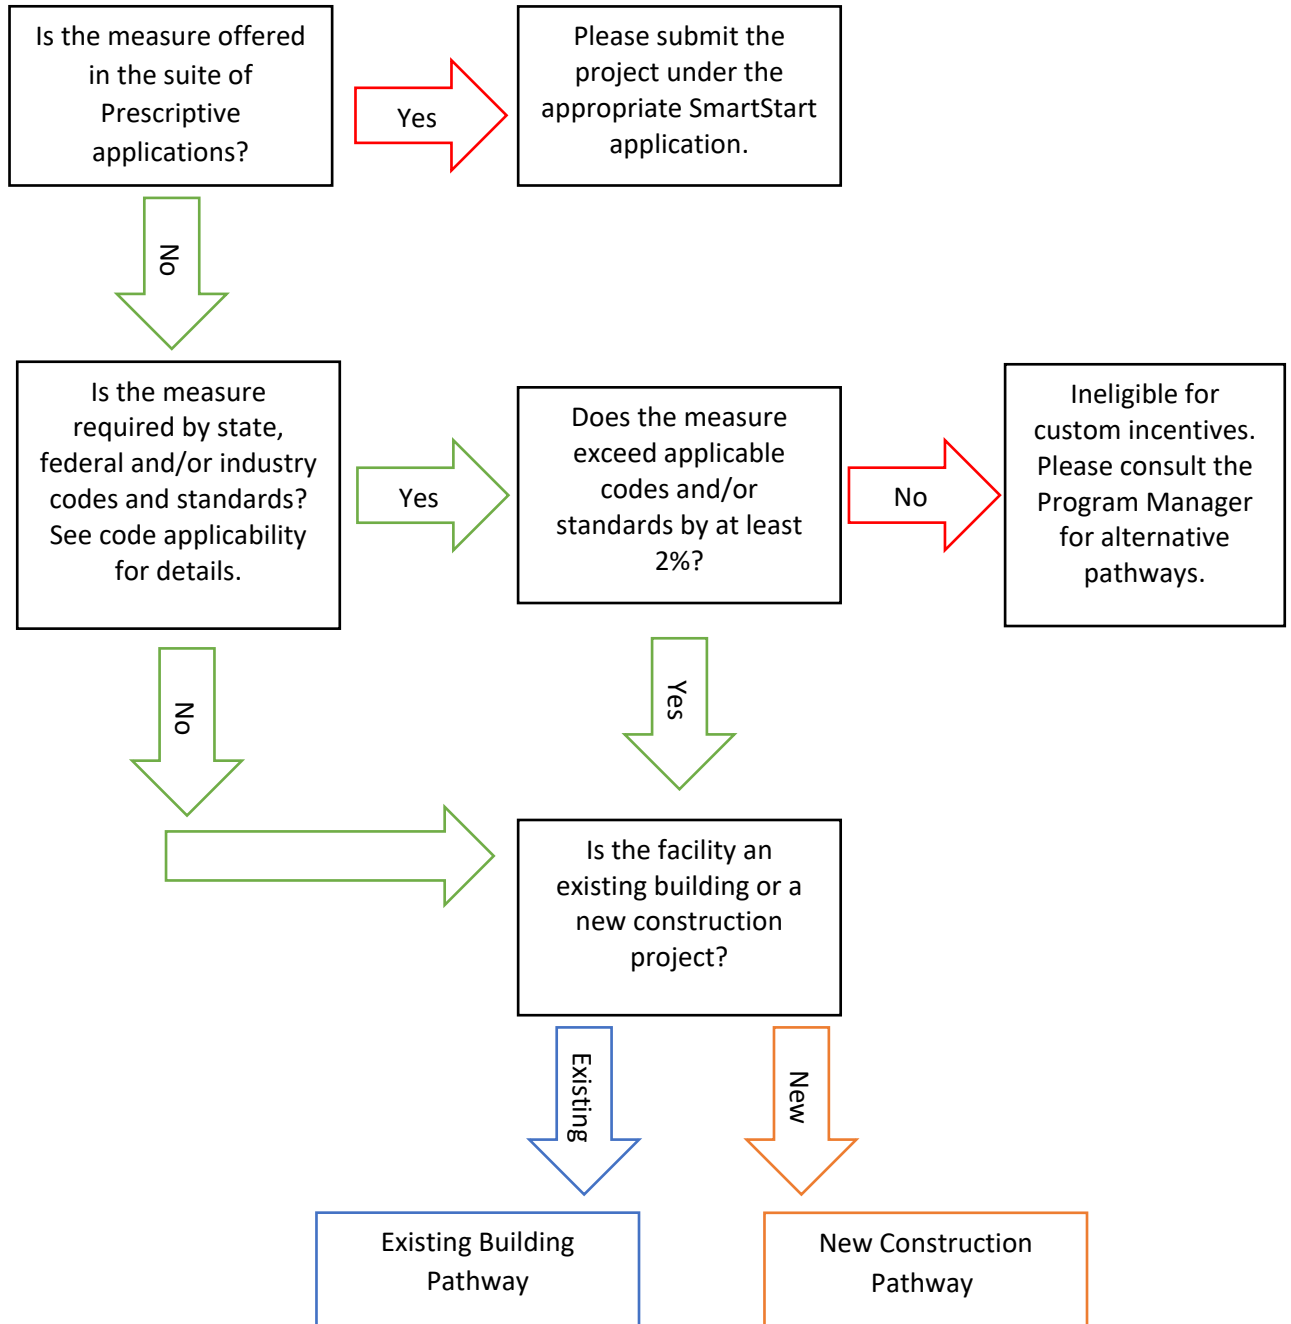 Is the measure offered
in the suite of
Prescriptive
applications?
Yes
Please submit the
project under the
appropriate SmartStart
application.
No
Is the measure
required by state,
federal and/or industry
codes and standards?
See code applicability
for details.
Yes
Does the measure
exceed applicable
codes and/or
standards by at least
2%?
No
Ineligible for
custom incentives.
Please consult the
Program Manager
for alternative
pathways.
No
Yes
Is the facility an
existing building or a
new construction
project?
Existing
New
Existing Building
Pathway
New Construction
Pathway